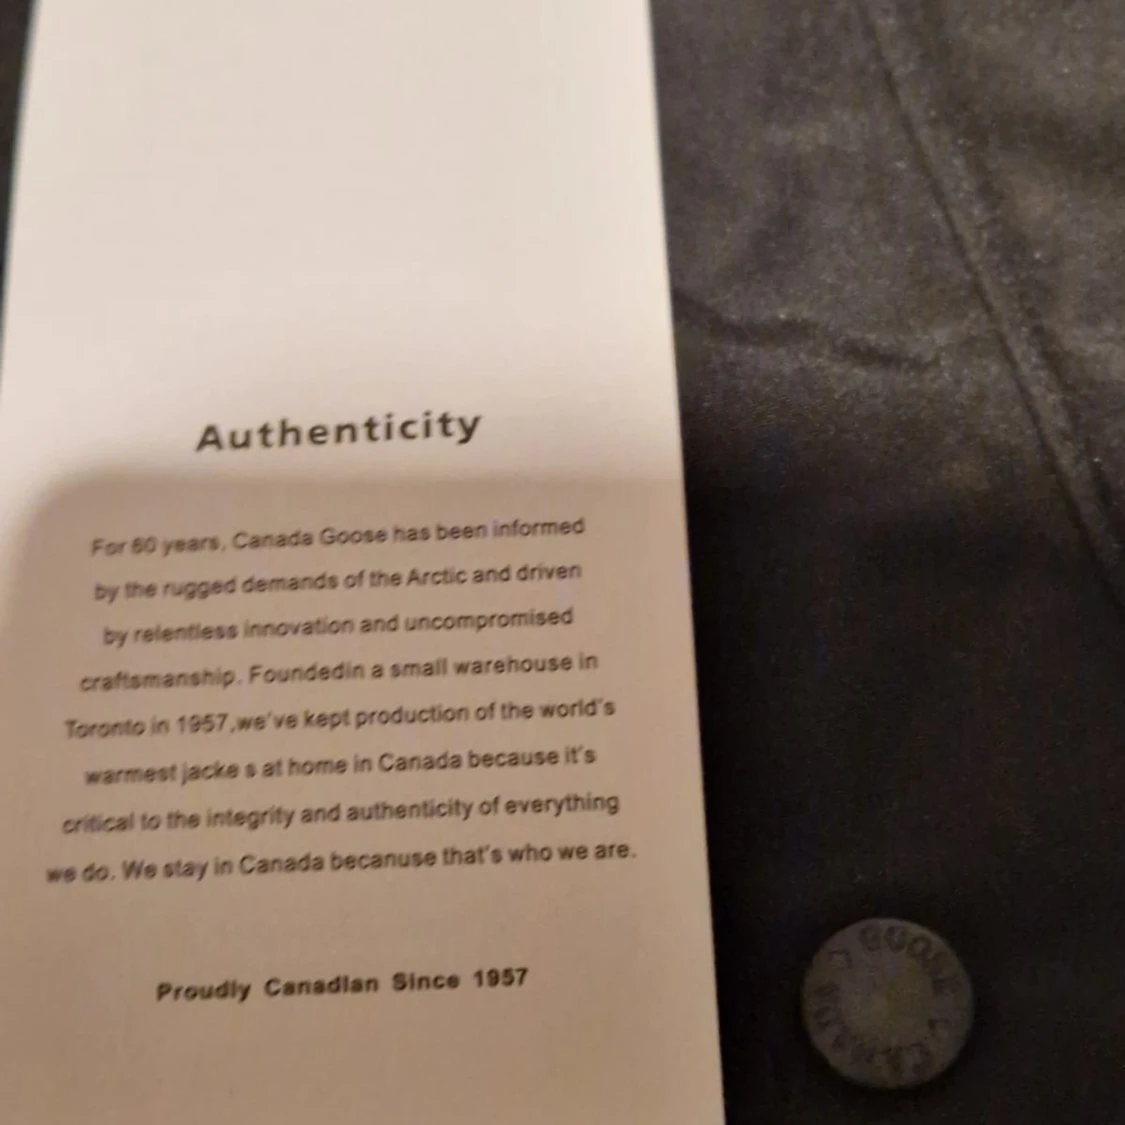 Authenticity
For 60 years, Canada Goose has been informed
by the rugged demands of the Arctic and driven
by relentless innovation and uncompromised
craftsmanship. Foundedin a small warehouse in
Toronto in 1957,we've kept production of the world's
warmest jacke s at home in Canada because it's
critical to the integrity and authenticity of everything
we do. We stay in Canada becanuse that's who we are.
Proudly Canadian Since 1957
GOOSE
CANADA